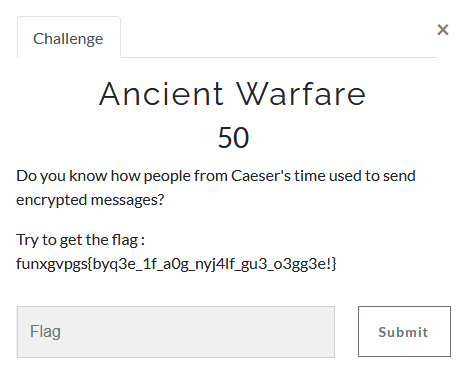 Challenge
×
Ancient Warfare
50
Do you know how people from Caeser's time used to send
encrypted messages?
Try to get the flag :
funxgvpgs{byq3e_1f_a0g_nyj4lf_gu3_o3gg3e!}
Flag
Submit